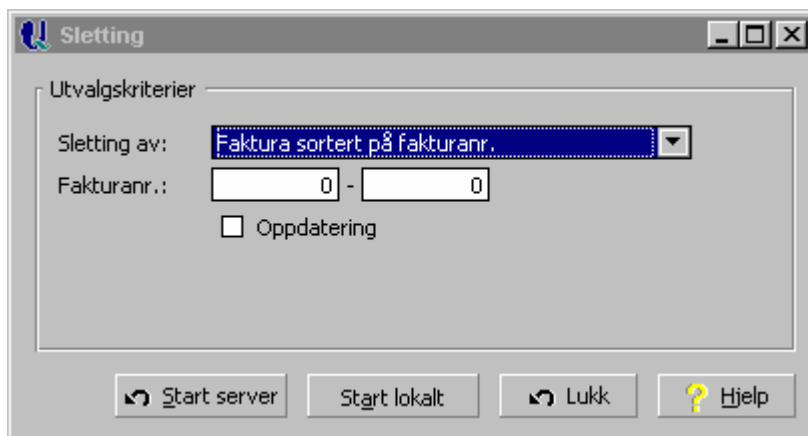 Sletting
Utvalgskriterier
Sletting av: Faktura sortert på fakturanr.
Fakturanr.: 0 - 0
Oppdatering
Start server Start lokalt Lukk Hjelp